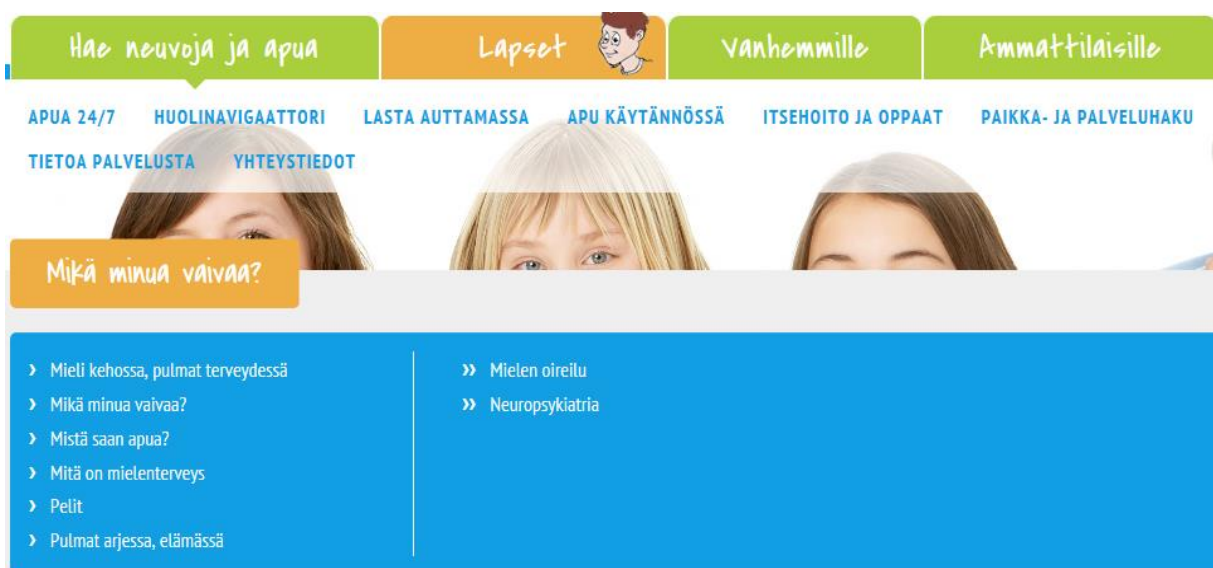 Hae neuvoja ja apua Lapset Vanhemmille Ammattilaisille
APUA 24/7 HUOLINAVIGAATTORI LASTA AUTTAMASSA APU KÄYTÄNNÖSSÄ ITSEHOITO JA OPPAAT PAIKKA- JA PALVELUHAKU
TIETOA PALVELUSTA YHTEYSTIEDOT
Mikä minua vaivaa?
› Mieli kehossa, pulmat terveydessä
› Mikä minua vaivaa?
› Mistä saan apua?
› Mitä on mielenterveys
› Pelit
› Pulmat arjessa, elämässä
›› Mielen oireilu
›› Neuropsykiatria